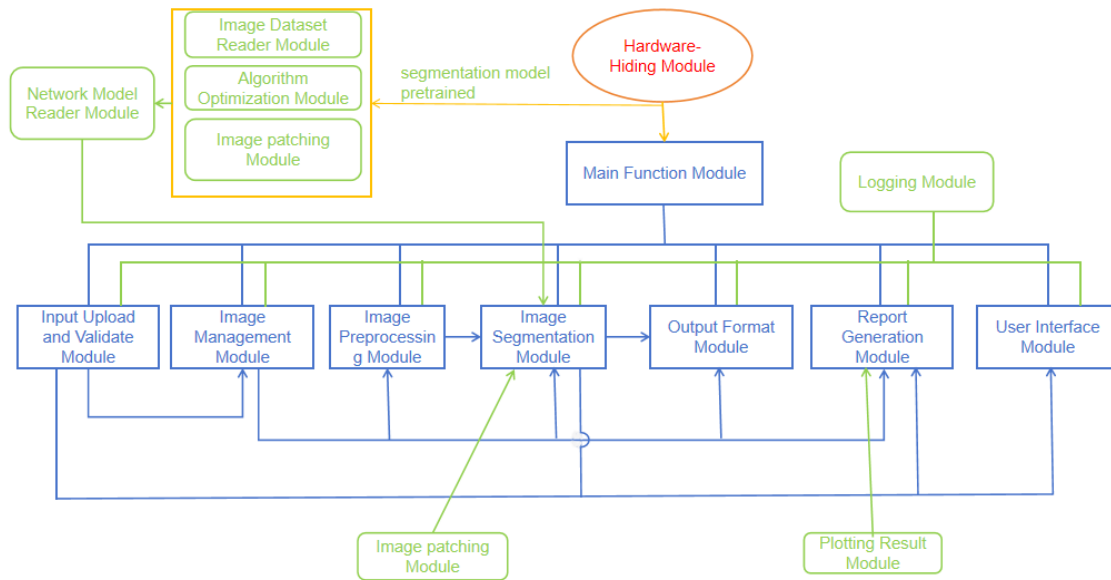 Image Dataset
Reader Module
Algorithm
Optimization Module
Image patching
Module
Network Model
Reader Module
segmentation model
pretrained
Hardware-
Hiding Module
Main Function Module
Logging Module
Input Upload
and Validate
Module
Image
Management
Module
Image
Preprocessin
g Module
Image
Segmentation
Module
Output Format
Module
Report
Generation
Module
User Interface
Module
Image patching
Module
Plotting Result
Module